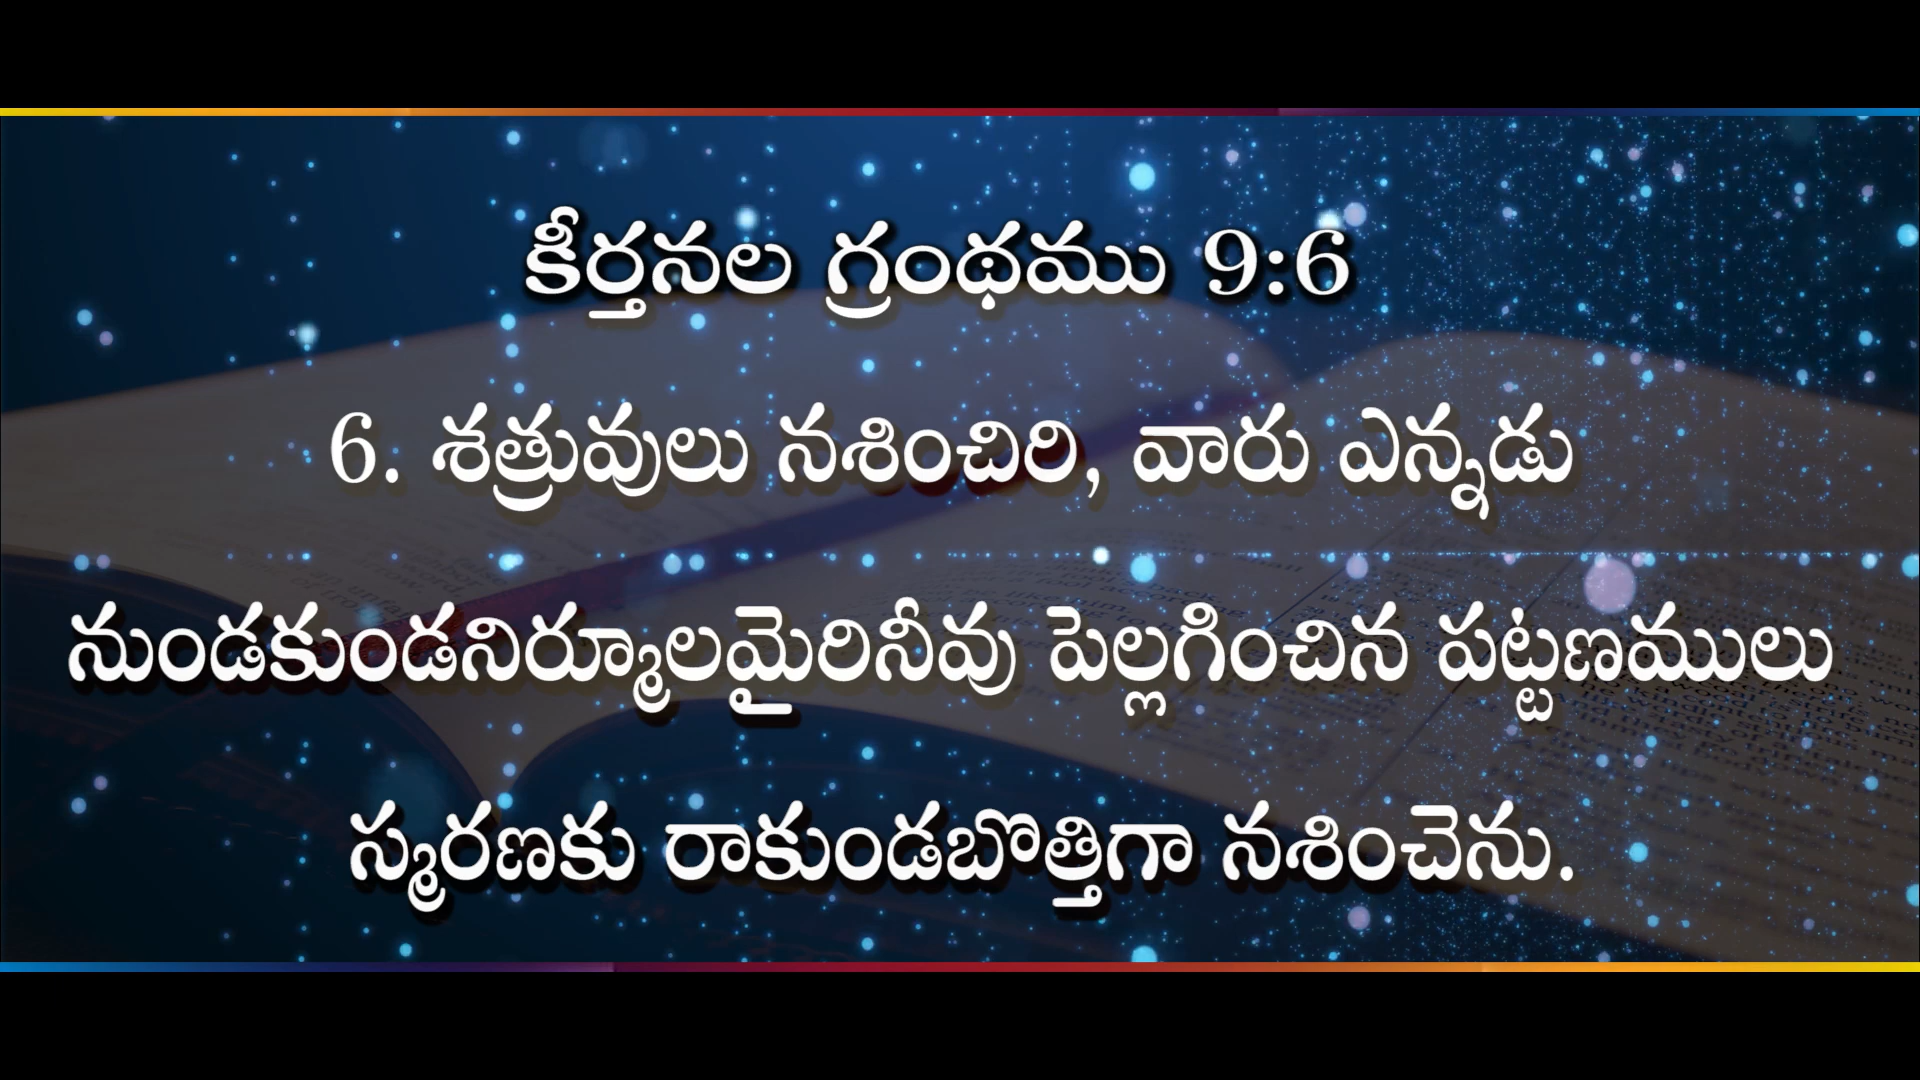 కీర్తనల గ్రంథము 9:6
6. శత్రువులు నశించిరి, వారు ఎన్నడు
నుండకుండనిర్మూలమైరినీవు పెల్లగించిన పట్టణములు
స్మరణకు రాకుండబొత్తిగా నశించెను.